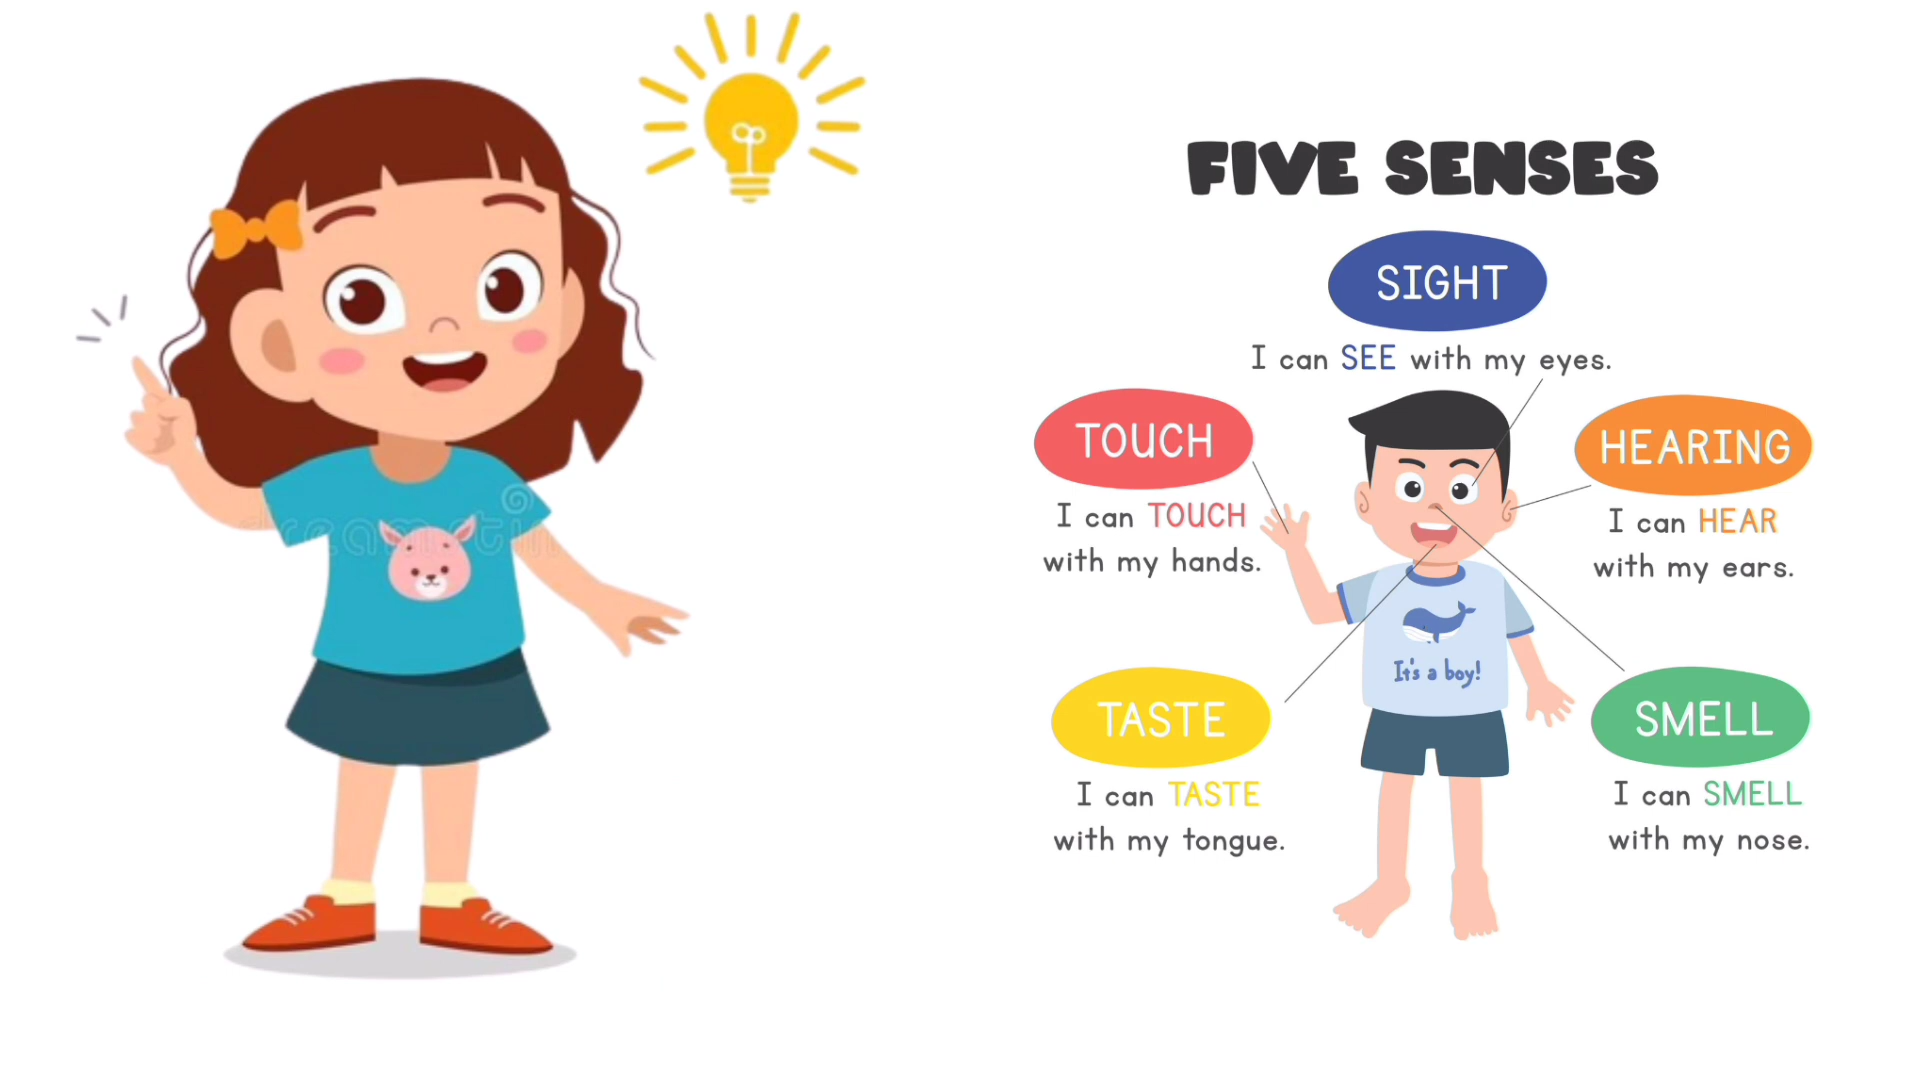 FIVE SENSES
SIGHT
I can SEE with my eyes.
TOUCH
I can TOUCH
with my hands.
HEARING
I can HEAR
with my ears.
It's a boy!
TASTE
I can TASTE
with my tongue.
SMELL
I can SMELL
with my nose.